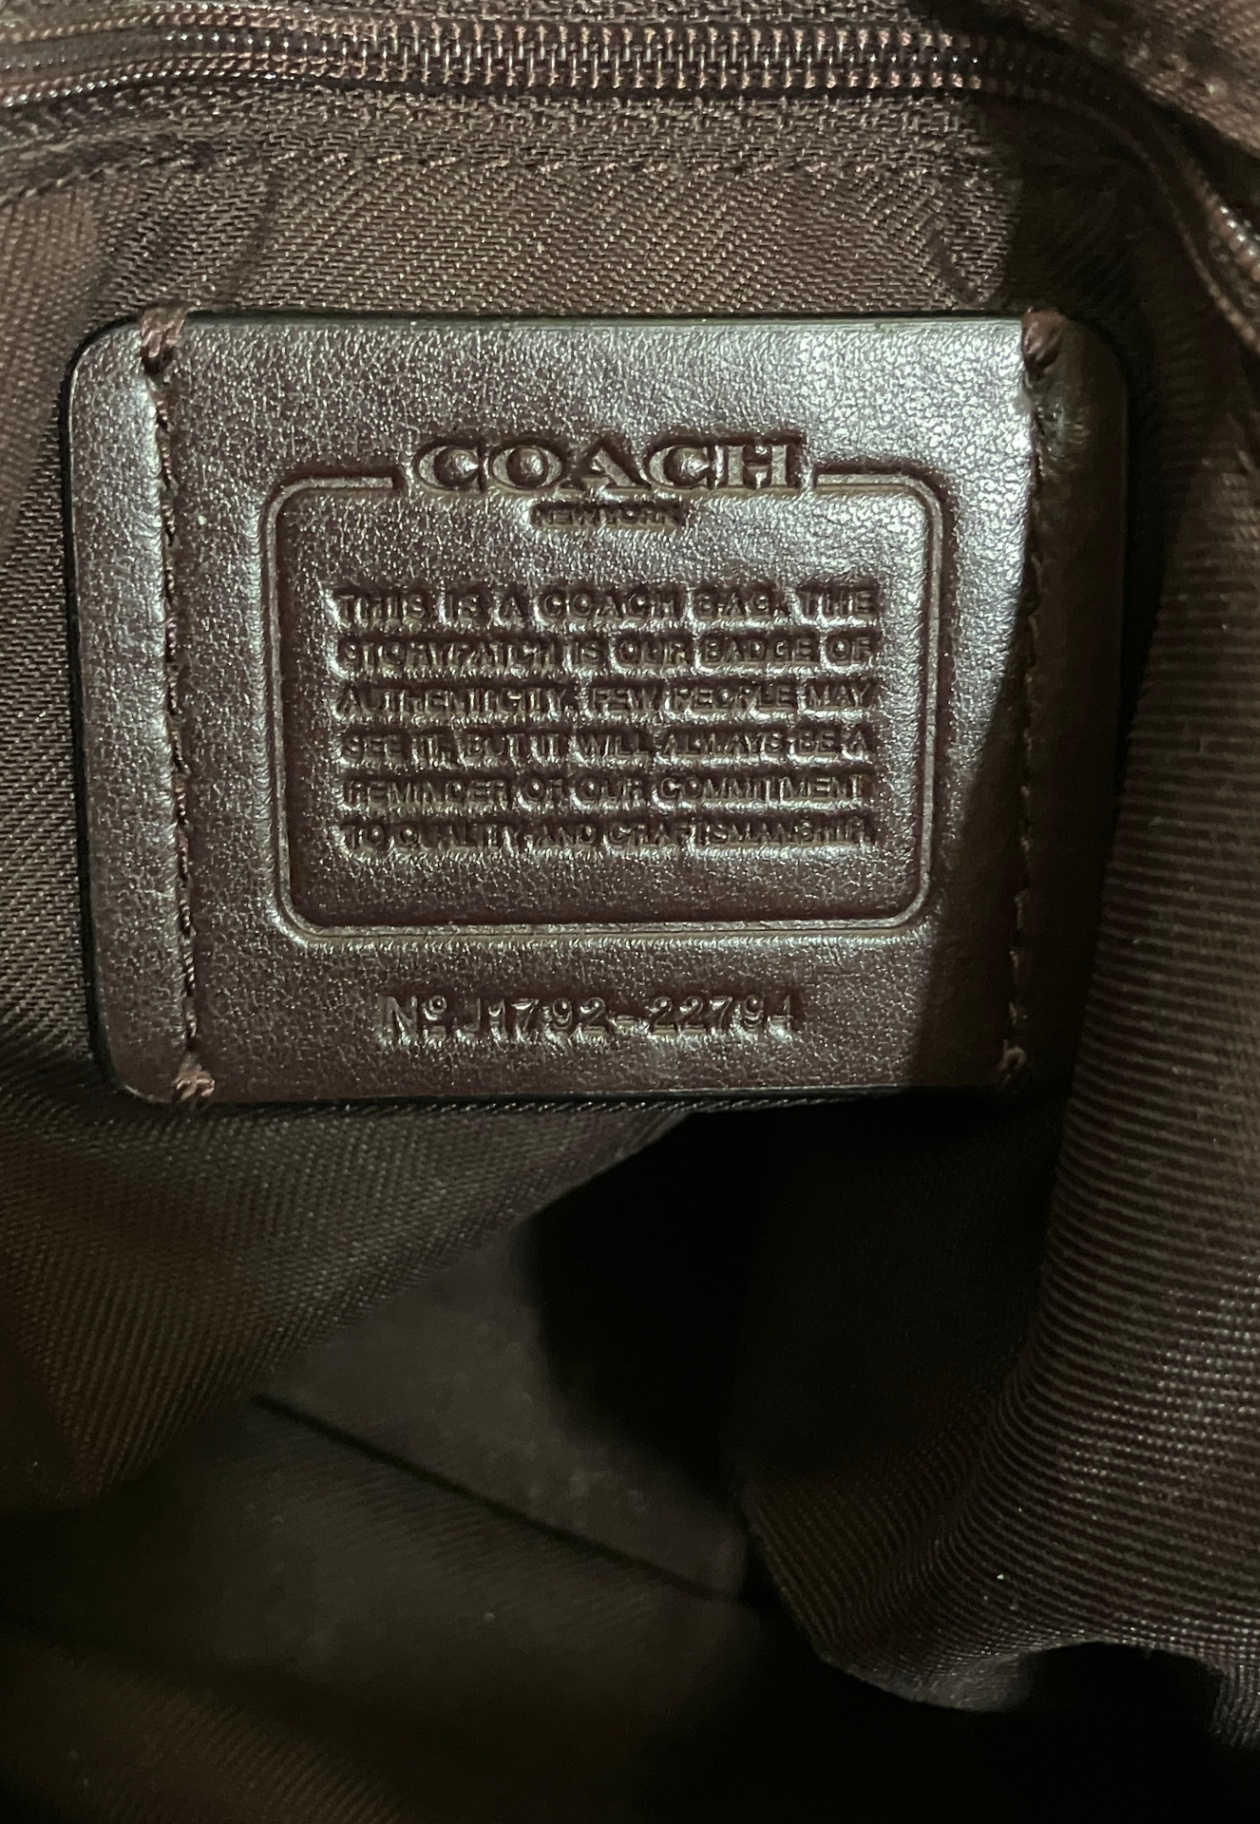 COACH
NEW YORK
THIS IS A COACH BAG. THE
STORYPATCH IS OUR BADGE OF
AUTHENTICITY. FEW PEOPLE MAY
SEE IT, BUT IT WILL ALWAYS BE A
REMINDER OF OUR COMMITMENT
TO QUALITY AND CRAFTSMANSHIP.
Nº J1792-22794